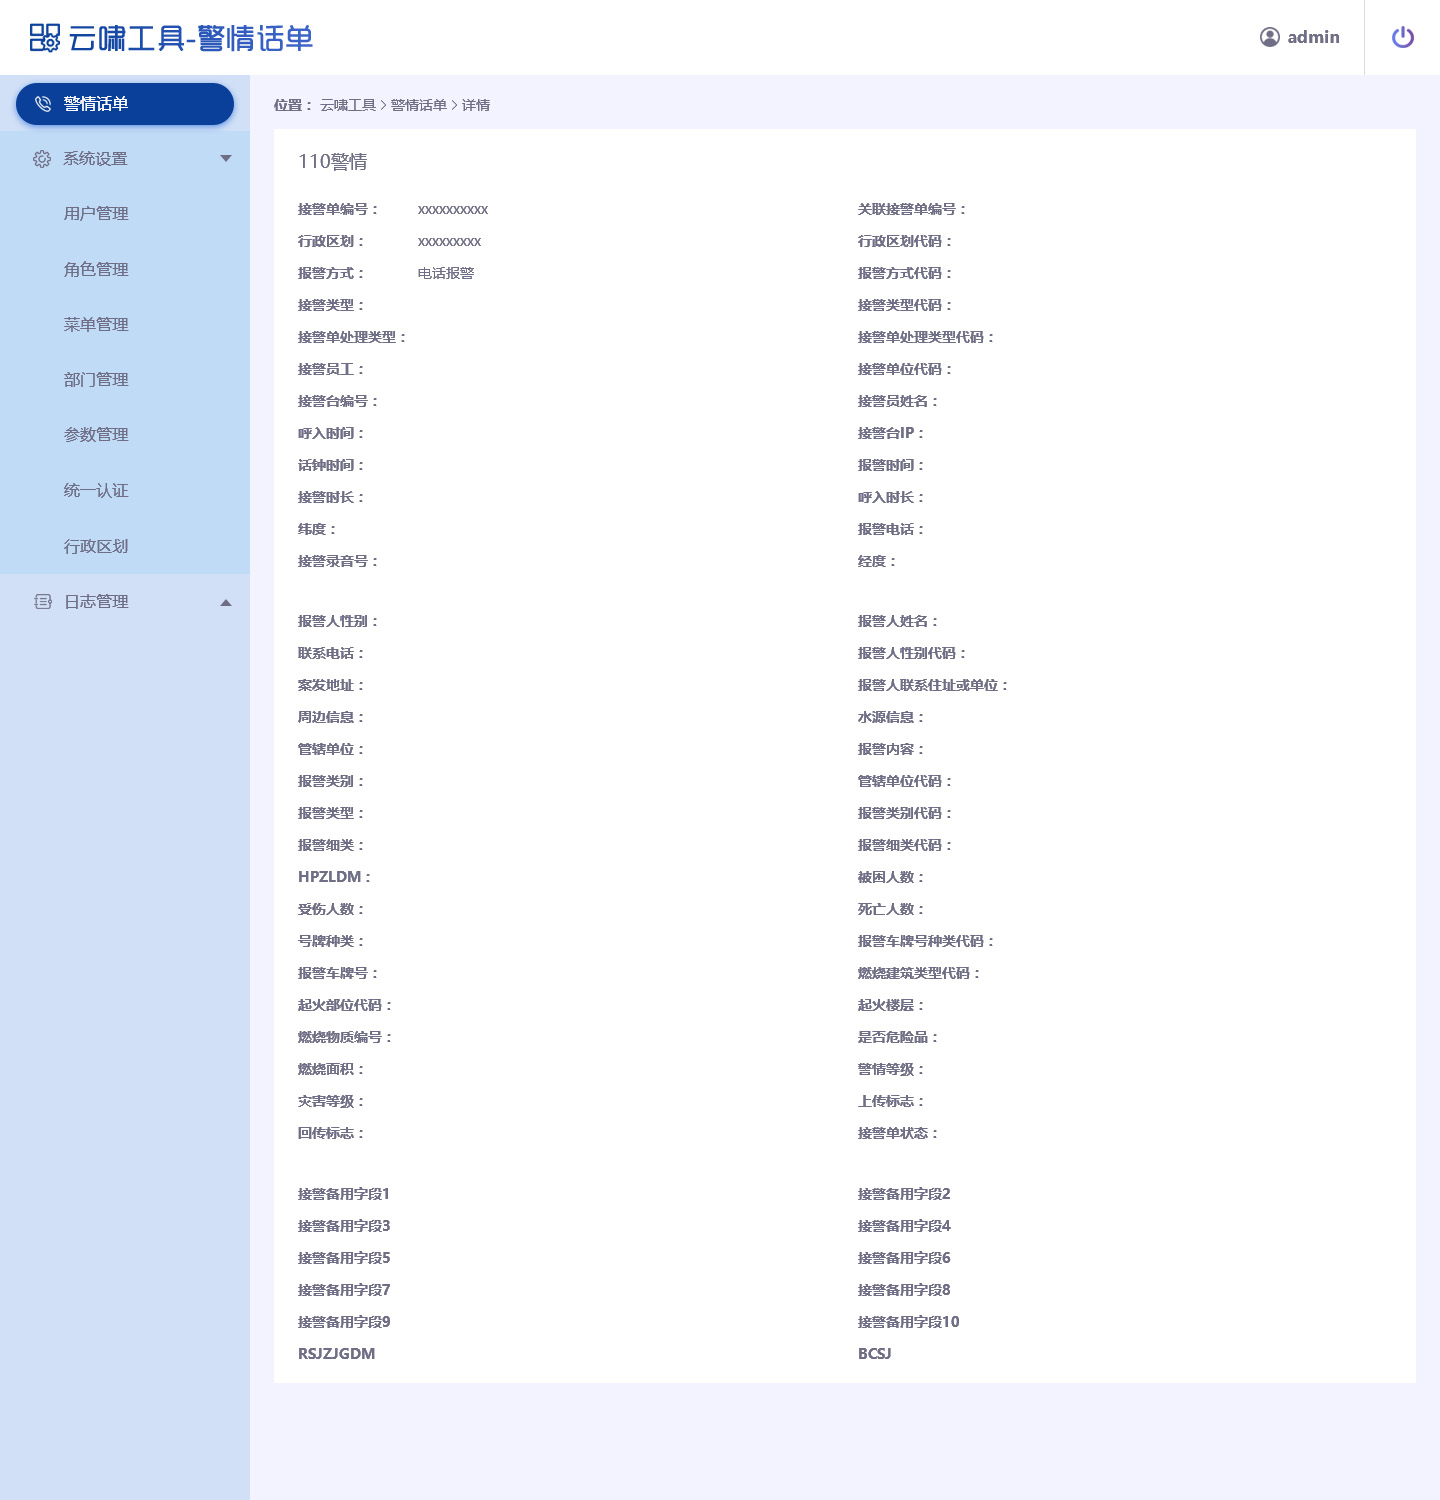 云啸工具-警情话单
admin
警情话单
系统设置
用户管理
角色管理
菜单管理
部门管理
参数管理
统一认证
行政区划
日志管理
位置： 云啸工具 > 警情话单 > 详情
110警情
接警单编号： xxxxxxxxxx 关联接警单编号：
行政区划： xxxxxxxxx 行政区划代码：
报警方式： 电话报警 报警方式代码：
接警类型： 接警类型代码：
接警单处理类型： 接警单处理类型代码：
接警员工： 接警单位代码：
接警台编号： 接警员姓名：
呼入时间： 接警台IP：
话钟时间： 报警时间：
接警时长： 呼入时长：
纬度： 报警电话：
接警录音号： 经度：
报警人性别： 报警人姓名：
联系电话： 报警人性别代码：
案发地址： 报警人联系住址或单位：
周边信息： 水源信息：
管辖单位： 报警内容：
报警类别： 管辖单位代码：
报警类型： 报警类别代码：
报警细类： 报警细类代码：
HPZLDM： 被困人数：
受伤人数： 死亡人数：
号牌种类： 报警车牌号种类代码：
报警车牌号： 燃烧建筑类型代码：
起火部位代码： 起火楼层：
燃烧物质编号： 是否危险品：
燃烧面积： 警情等级：
灾害等级： 上传标志：
回传标志： 接警单状态：
接警备用字段1 接警备用字段2
接警备用字段3 接警备用字段4
接警备用字段5 接警备用字段6
接警备用字段7 接警备用字段8
接警备用字段9 接警备用字段10
RSJZJGDM BCSJ